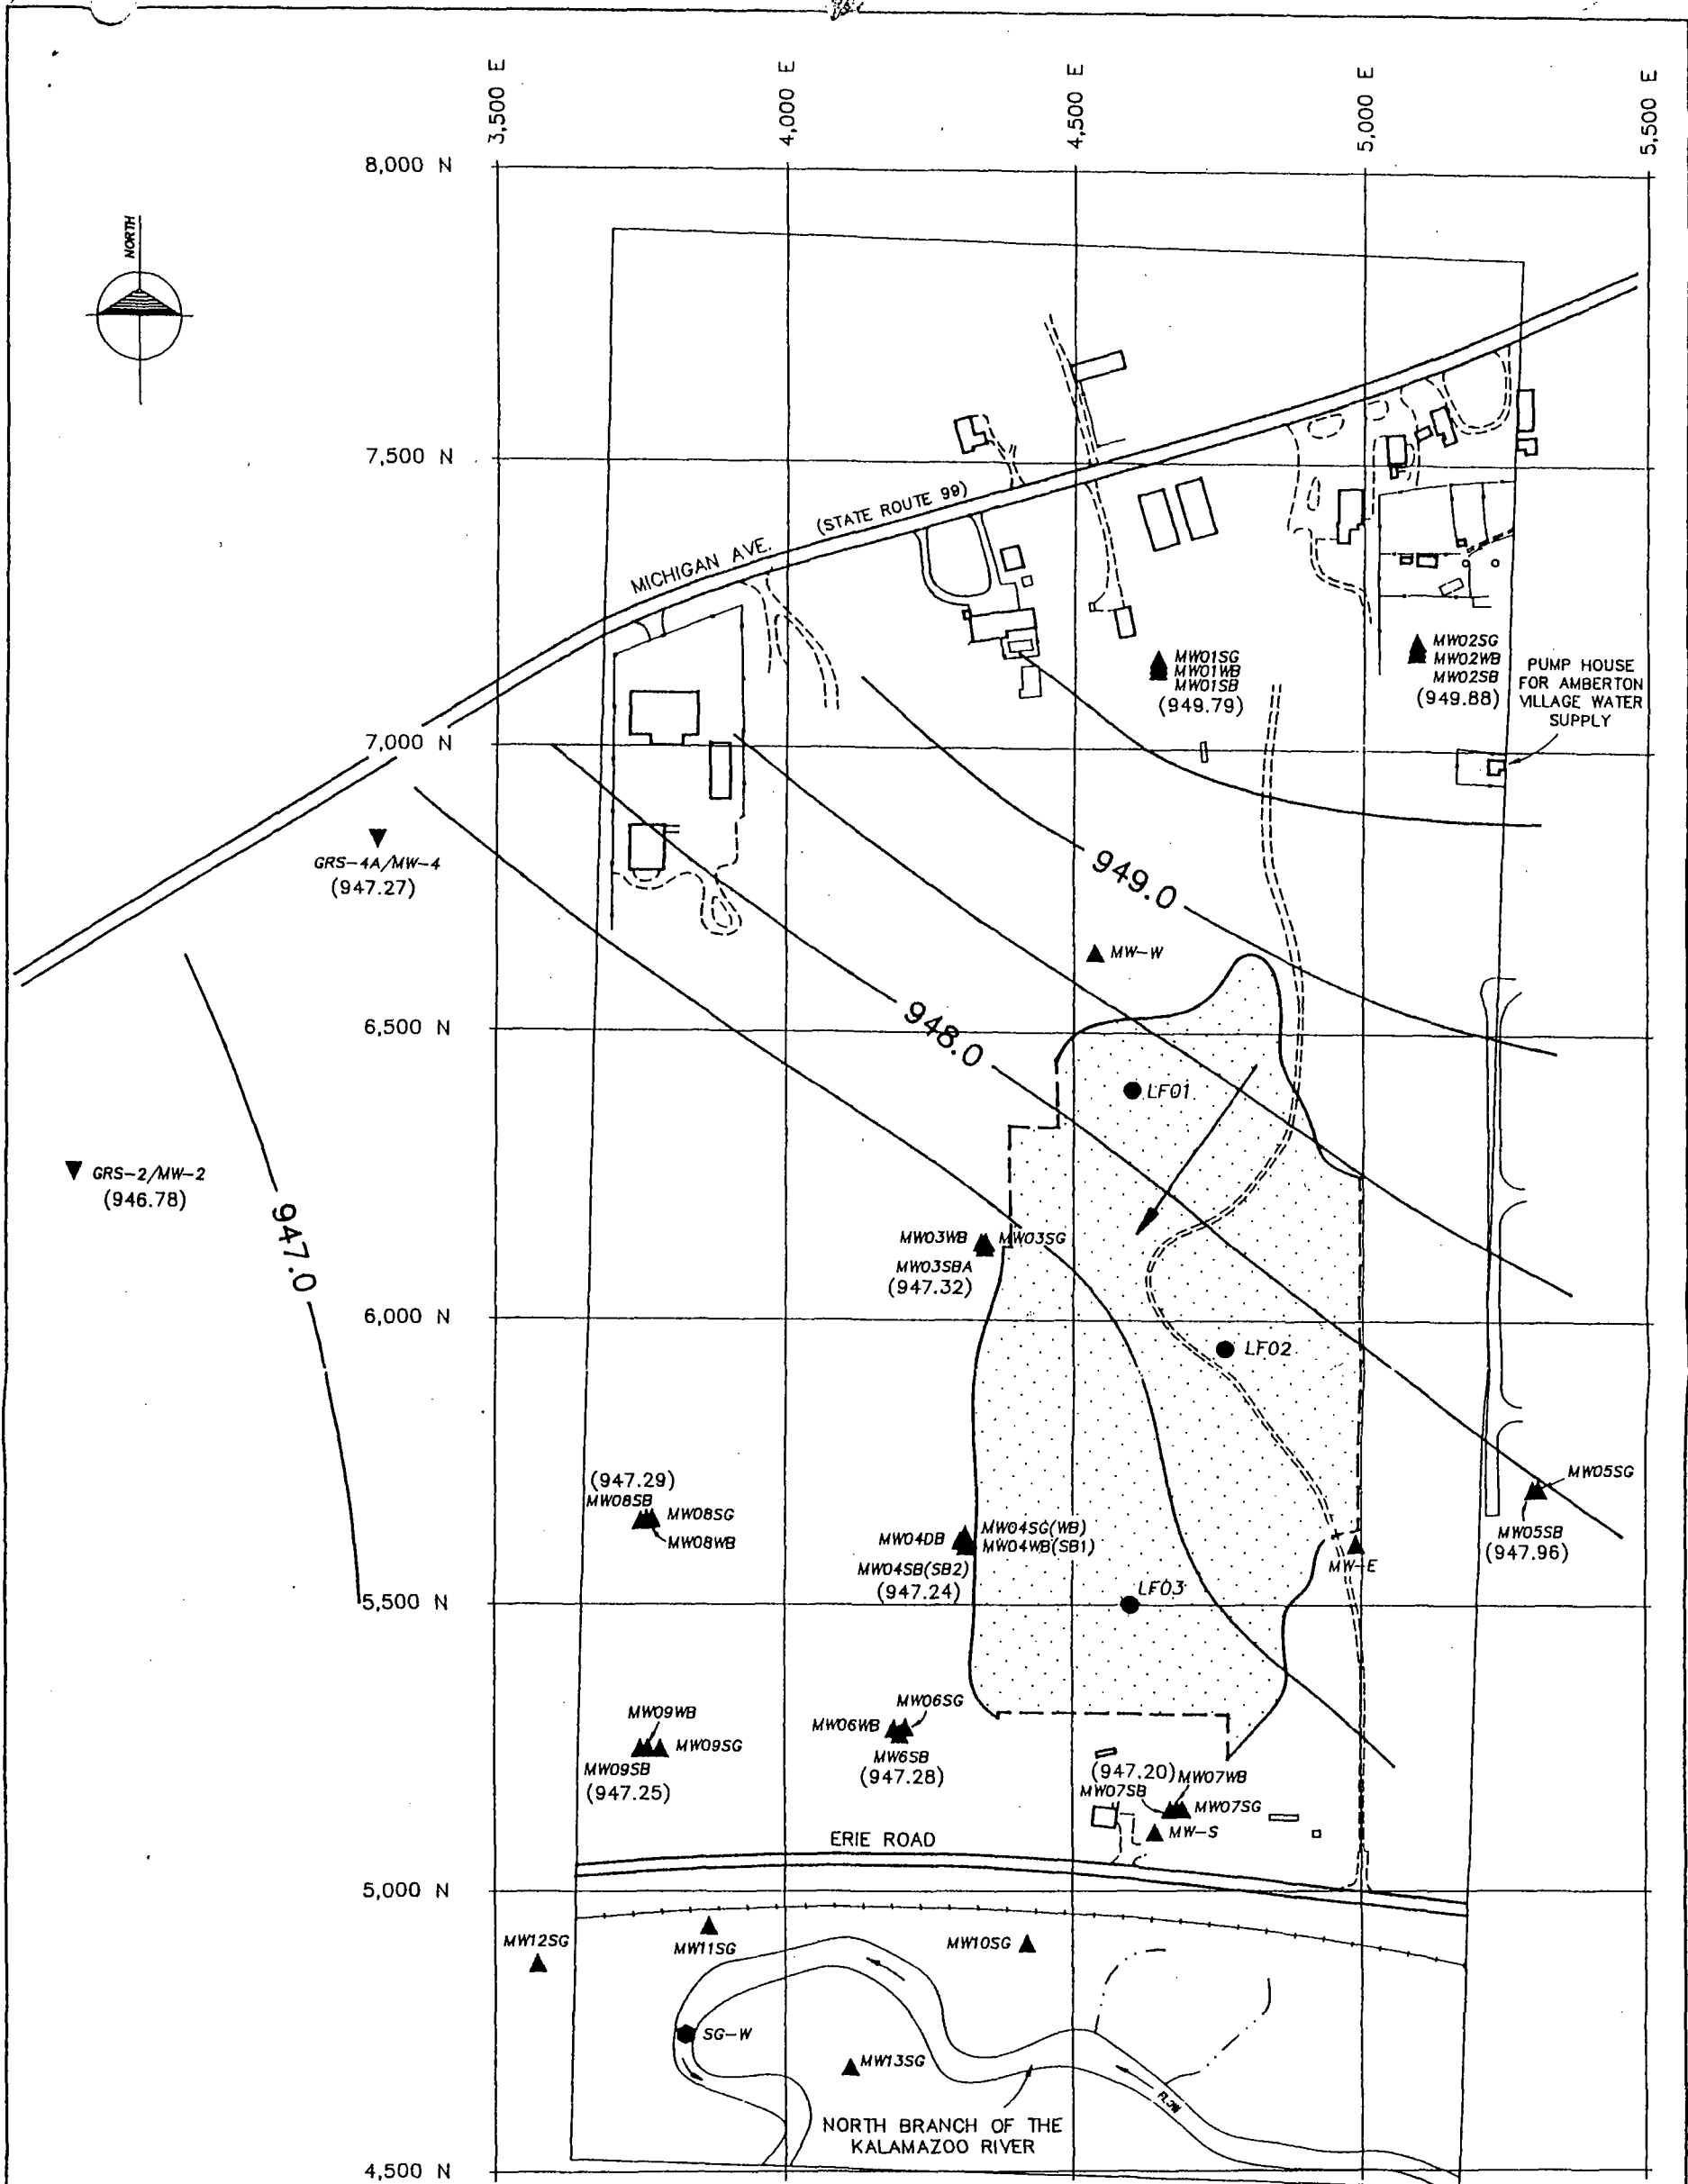 3,500 E
4,000 E
4,500 E
5,000 E
5,500 E
8,000 N
NORTH
7,500 N
(STATE ROUTE 99)
MICHIGAN AVE.
MW01SG
MW01WB
MW01SB
(949.79)
MW02SG
MW02WB
MW02SB
(949.88)
PUMP HOUSE
FOR AMBERTON
VILLAGE WATER
SUPPLY
7,000 N
GRS-4A/MW-4
(947.27)
949.0
MW-W
6,500 N
948.0
LF01
GRS-2/MW-2
(946.78)
947.0
MW03WB
MW03SG
MW03SBA
(947.32)
6,000 N
LF02
(947.29)
MW08SB
MW08SG
MW08WB
MW04DB
MW04SG(WB)
MW04WB(SB1)
MW04SB(SB2)
(947.24)
MW05SG
MW05SB
(947.96)
MW-E
LF03
5,500 N
MW09WB
MW09SG
MW09SB
(947.25)
MW06SG
MW06WB
MW6SB
(947.28)
(947.20)
MW07WB
MW07SB
MW07SG
MW-S
ERIE ROAD
5,000 N
MW12SG
MW11SG
MW10SG
SG-W
MW13SG
FLOW
NORTH BRANCH OF THE
KALAMAZOO RIVER
4,500 N